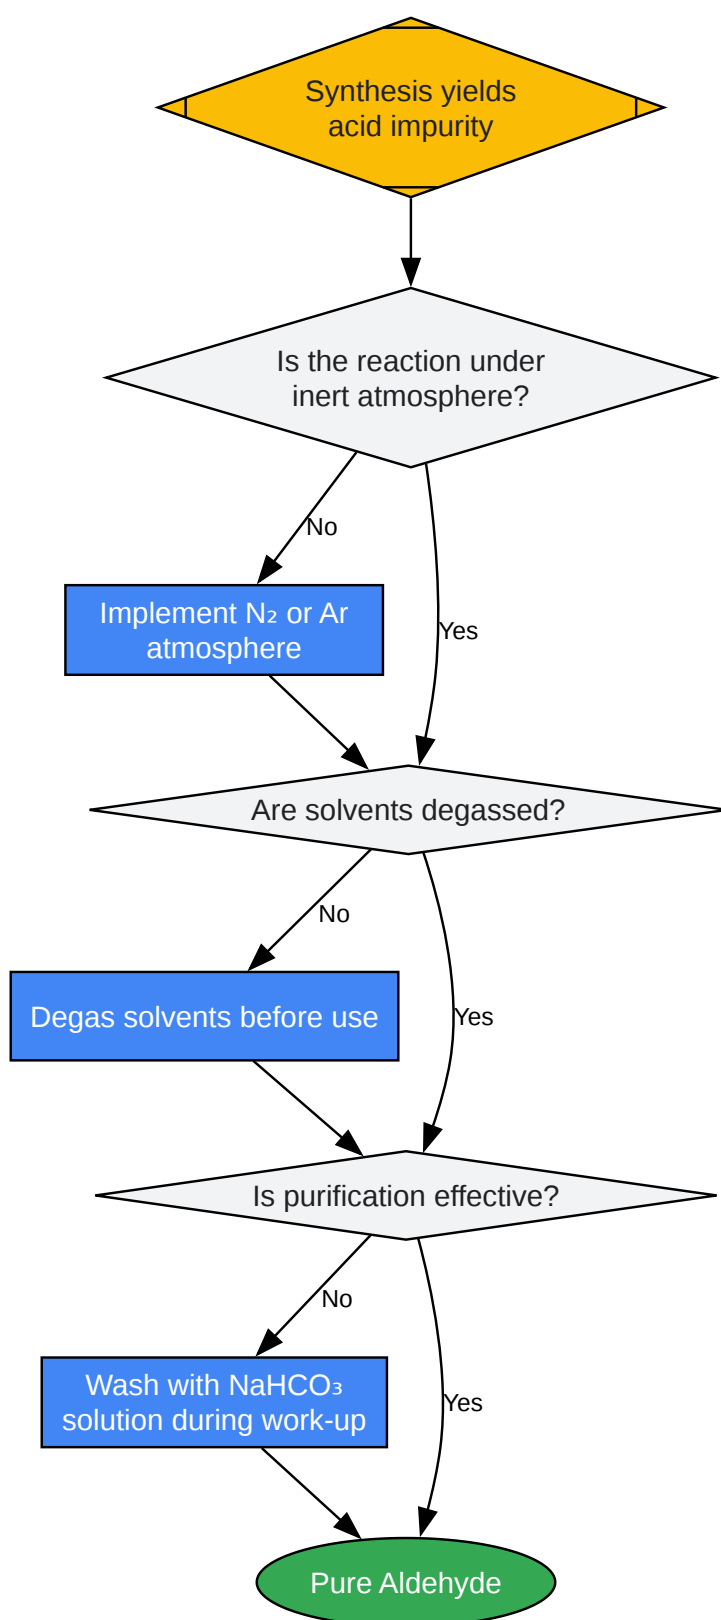 Synthesis yields
acid impurity
Is the reaction under
inert atmosphere?
No
Implement N₂ or Ar
atmosphere
Yes
Are solvents degassed?
No
Degas solvents before use
Yes
Is purification effective?
No
Wash with NaHCO₃
solution during work-up
Yes
Pure Aldehyde